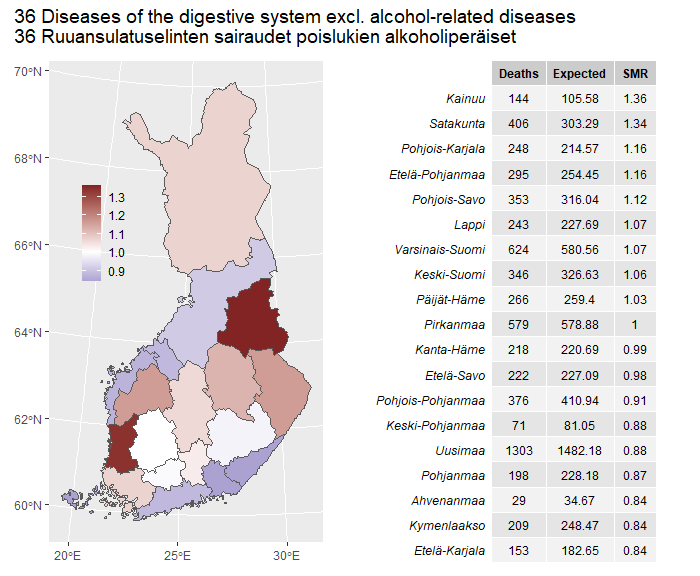 36 Diseases of the digestive system excl. alcohol-related diseases
36 Ruuansulatuselinten sairaudet poislukien alkoholiperäiset
70°N
68°N
66°N
64°N
62°N
60°N
20°E 25°E 30°E
1.3
1.2
1.1
1.0
0.9
Deaths Expected SMR
Kainuu 144 105.58 1.36
Satakunta 406 303.29 1.34
Pohjois-Karjala 248 214.57 1.16
Etelä-Pohjanmaa 295 254.45 1.16
Pohjois-Savo 353 316.04 1.12
Lappi 243 227.69 1.07
Varsinais-Suomi 624 580.56 1.07
Keski-Suomi 346 326.63 1.06
Päijät-Häme 266 259.4 1.03
Pirkanmaa 579 578.88 1
Kanta-Häme 218 220.69 0.99
Etelä-Savo 222 227.09 0.98
Pohjois-Pohjanmaa 376 410.94 0.91
Keski-Pohjanmaa 71 81.05 0.88
Uusimaa 1303 1482.18 0.88
Pohjanmaa 198 228.18 0.87
Ahvenanmaa 29 34.67 0.84
Kymenlaakso 209 248.47 0.84
Etelä-Karjala 153 182.65 0.84